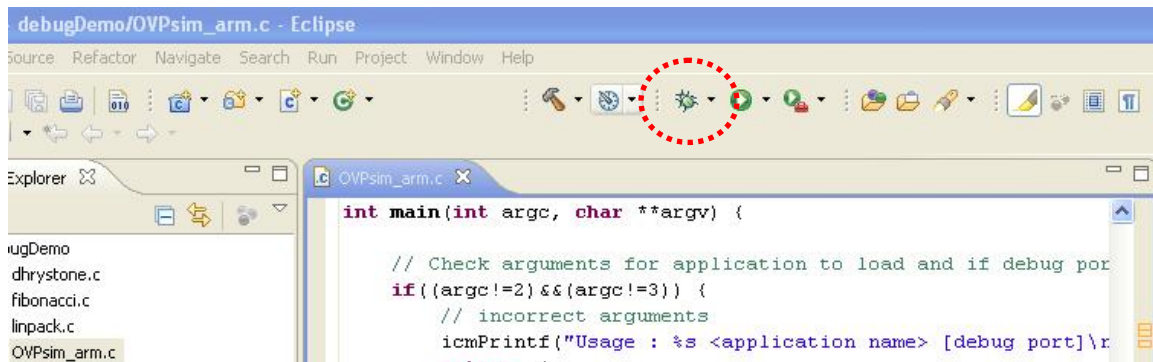 debugDemo/OVPsim_arm.c - Eclipse
Source Refactor Navigate Search Run Project Window Help
Explorer
OVPsim_arm.c
int main(int argc, char **argv) {
// Check arguments for application to load and if debug por
if((argc!=2)&&(argc!=3)) {
// incorrect arguments
icmPrintf("Usage : %s <application name> [debug port]\n
ugDemo
dhrystone.c
fibonacci.c
linpack.c
OVPsim_arm.c